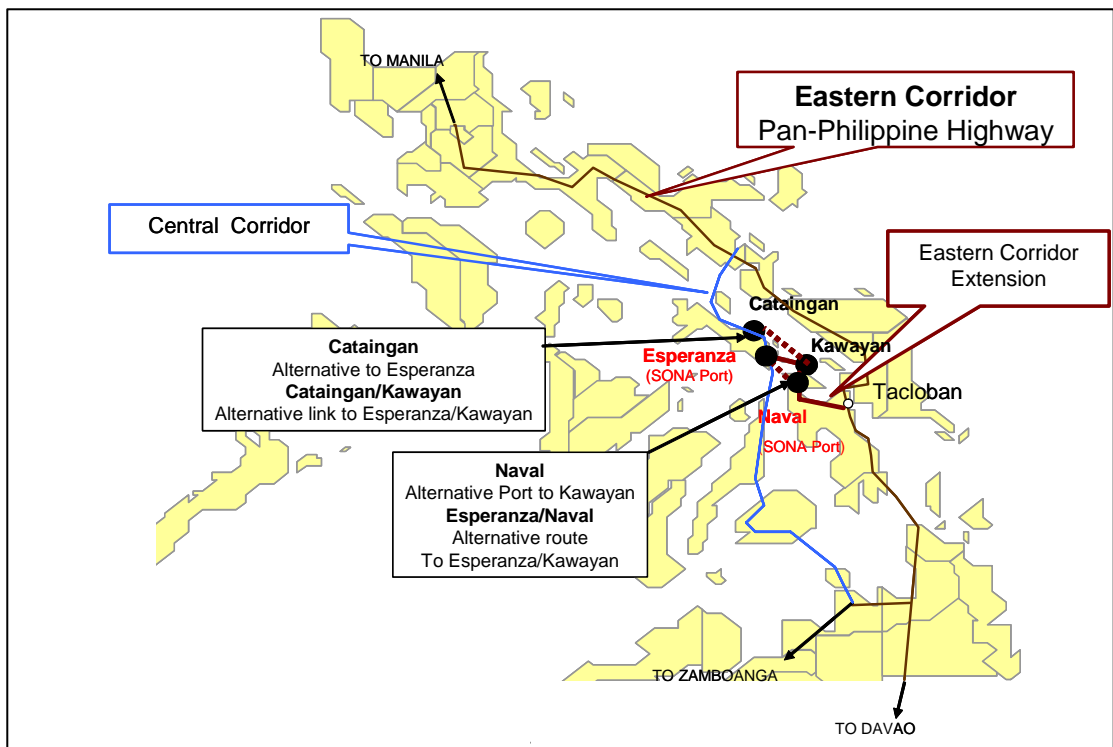 TO MANILA
Eastern Corridor
Pan-Philippine Highway
Central Corridor
Eastern Corridor
Extension
Cataingan
Kawayan
Esperanza
(SONA Port)
Tacloban
Naval
(SONA Port)
Cataingan
Alternative to Esperanza
Cataingan/Kawayan
Alternative link to Esperanza/Kawayan
Naval
Alternative Port to Kawayan
Esperanza/Naval
Alternative route
To Esperanza/Kawayan
TO ZAMBOANGA
TO DAVAO